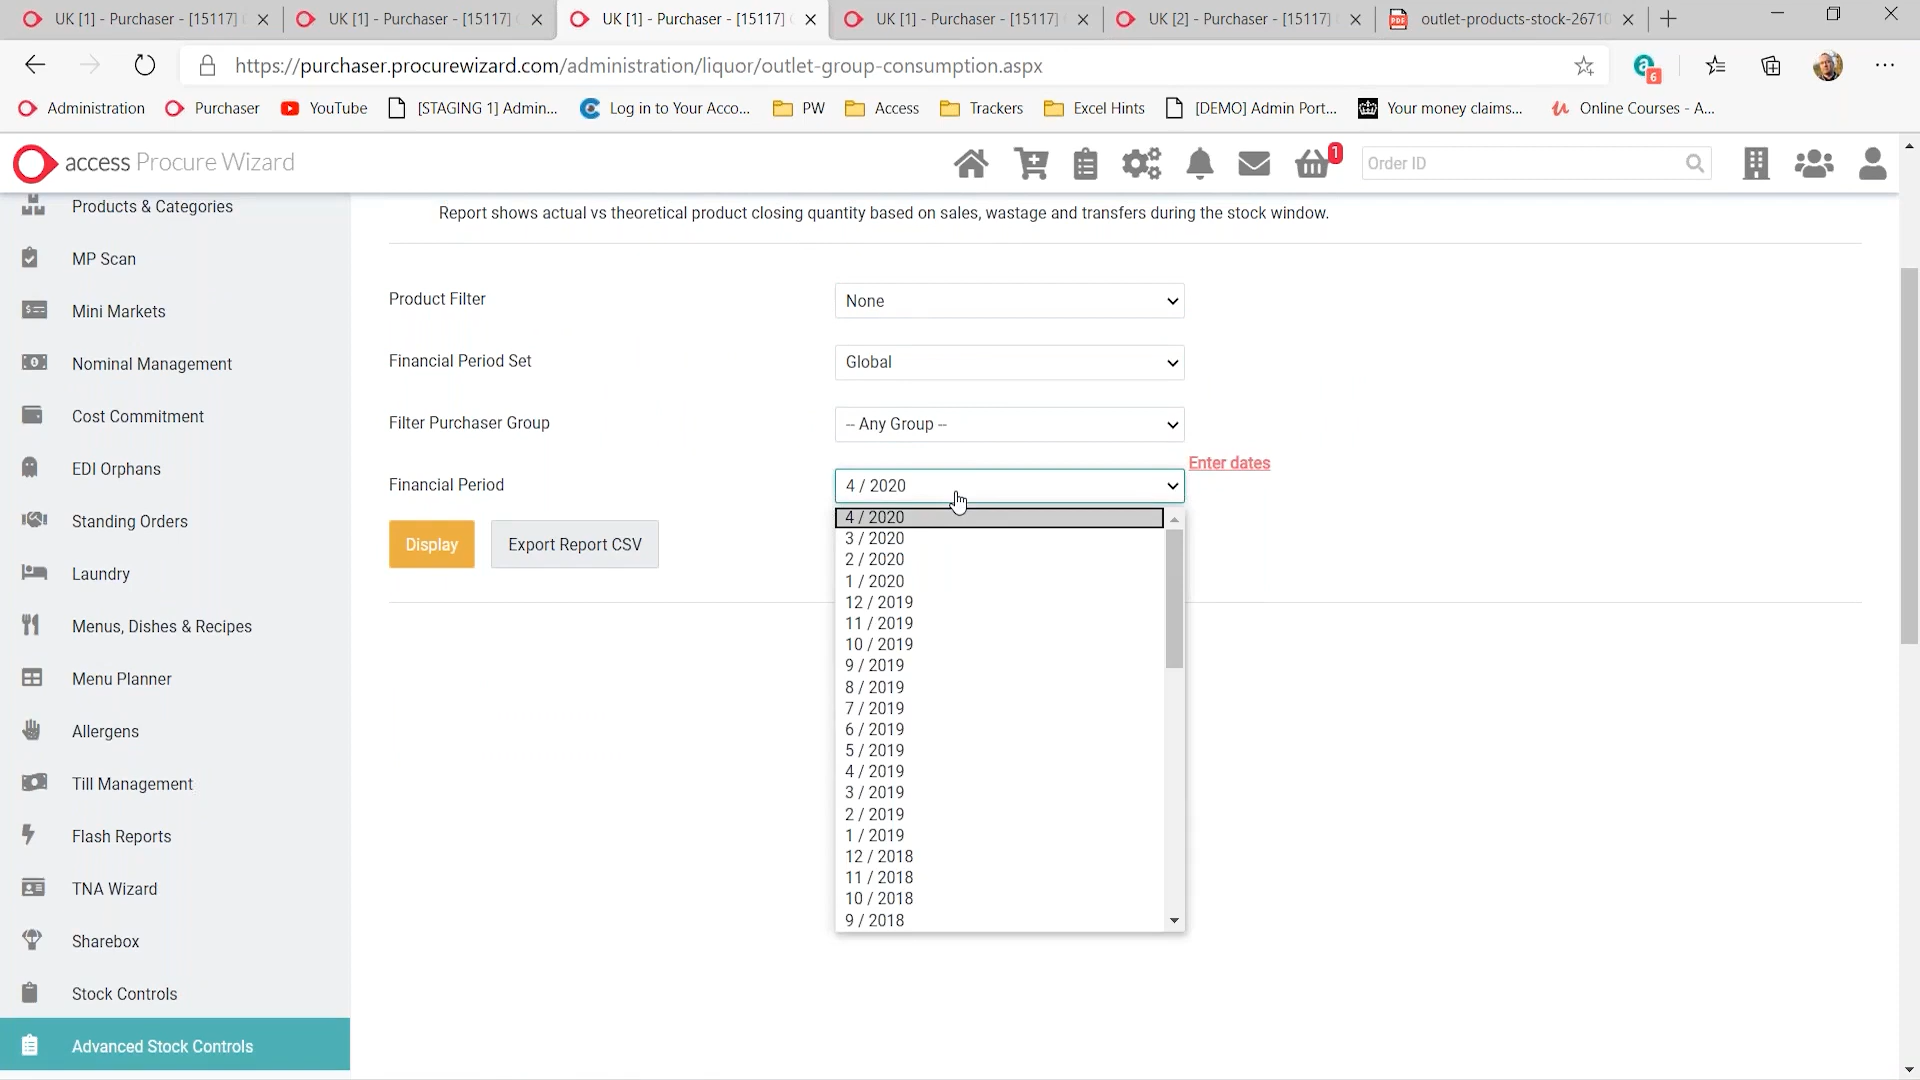 UK [1] - Purchaser - [15117]
UK [1] - Purchaser - [15117]
UK [1] - Purchaser - [15117]
UK [1] - Purchaser - [15117]
UK [2] - Purchaser - [15117]
PDF
outlet-products-stock-26710
https://purchaser.procurewizard.com/administration/liquor/outlet-group-consumption.aspx
a
6
Administration
Purchaser
YouTube
[STAGING 1] Admin...
Log in to Your Acco...
PW
Access
Trackers
Excel Hints
[DEMO] Admin Port...
Your money claims...
Online Courses - A...
access Procure Wizard
1
Order ID
Products & Categories
MP Scan
Mini Markets
Nominal Management
Cost Commitment
EDI Orphans
Standing Orders
Laundry
Menus, Dishes & Recipes
Menu Planner
Allergens
Till Management
Flash Reports
TNA Wizard
Sharebox
Stock Controls
Advanced Stock Controls
Report shows actual vs theoretical product closing quantity based on sales, wastage and transfers during the stock window.
Product Filter
None
Financial Period Set
Global
Filter Purchaser Group
-- Any Group --
Enter dates
Financial Period
4 / 2020
Display
Export Report CSV
4 / 2020
3 / 2020
2 / 2020
1 / 2020
12 / 2019
11 / 2019
10 / 2019
9 / 2019
8 / 2019
7 / 2019
6 / 2019
5 / 2019
4 / 2019
3 / 2019
2 / 2019
1 / 2019
12 / 2018
11 / 2018
10 / 2018
9 / 2018